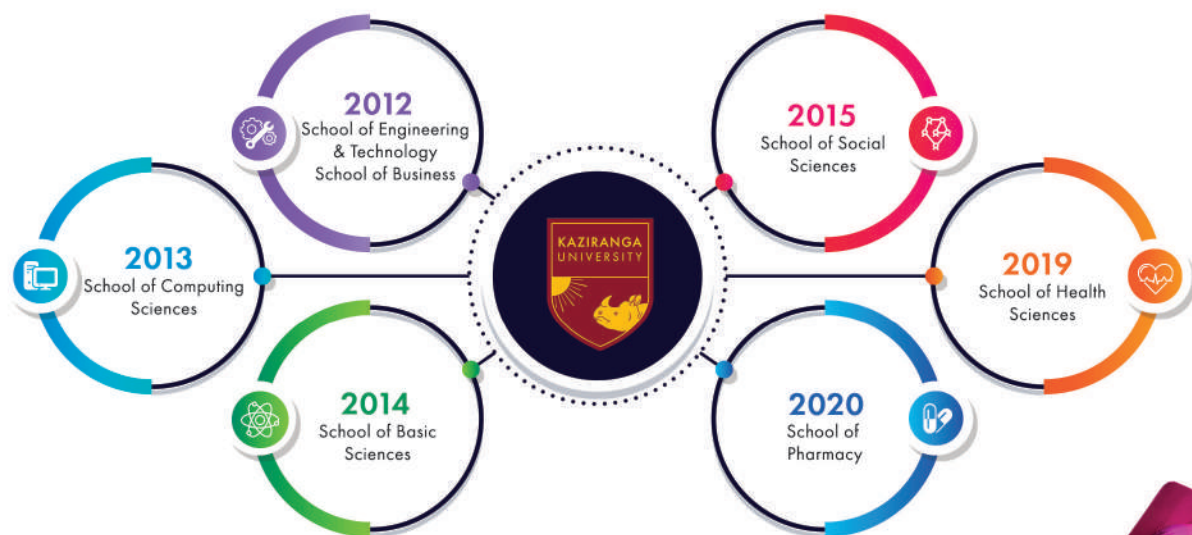 2012
School of Engineering
& Technology
School of Business
2015
School of Social
Sciences
2013
School of Computing
Sciences
KAZIRANGA
UNIVERSITY
2019
School of Health
Sciences
2014
School of Basic
Sciences
2020
School of
Pharmacy